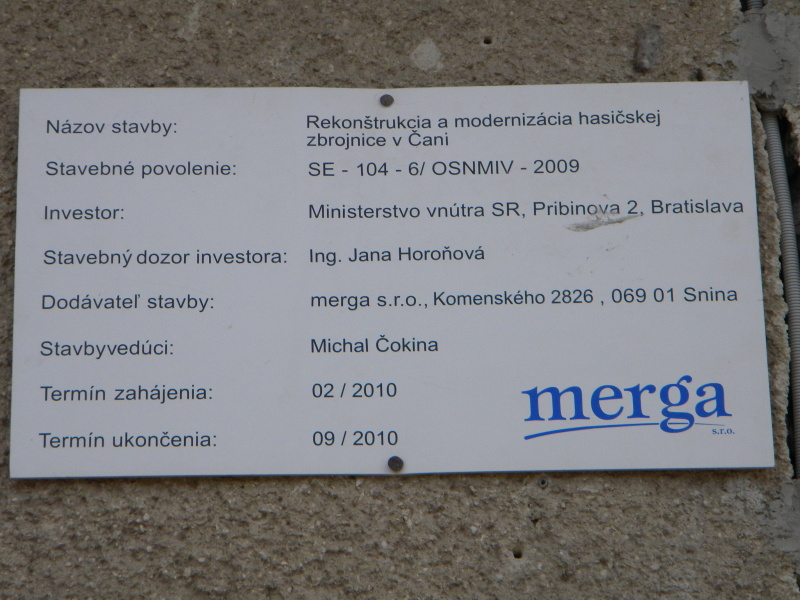 Názov stavby: Rekonštrukcia a modernizácia hasičskej
zbrojnice v Čani
Stavebné povolenie: SE - 104 - 6/ OSNMIV - 2009
Investor: Ministerstvo vnútra SR, Pribinova 2, Bratislava
Stavebný dozor investora: Ing. Jana Horoňová
Dodávateľ stavby: merga s.r.o., Komenského 2826 , 069 01 Snina
Stavbyvedúci: Michal Čokina
Termín zahájenia: 02 / 2010
Termín ukončenia: 09 / 2010
merga
s.r.o.